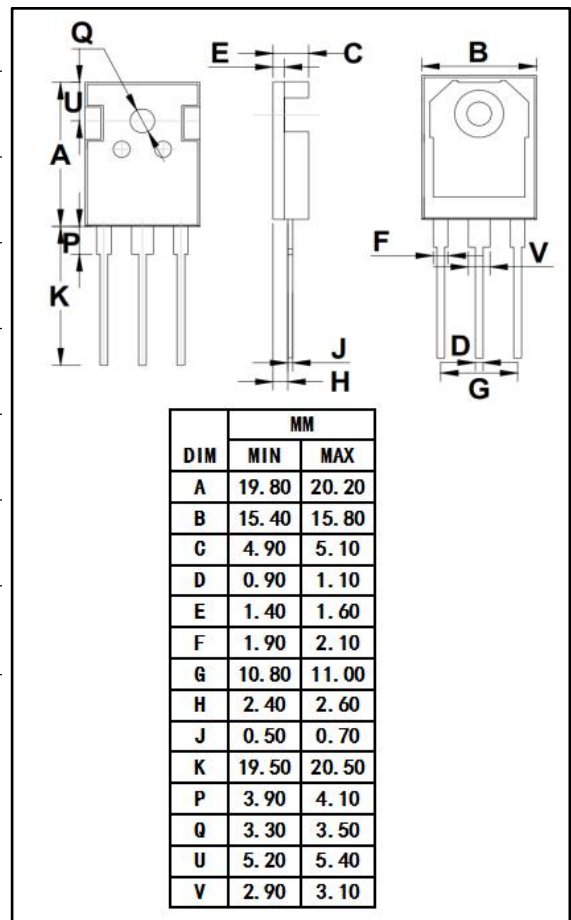 Q
E C B
U
A
P
K
F V
J
H
D
G
MM
DIM MIN MAX
A 19.80 20.20
B 15.40 15.80
C 4.90 5.10
D 0.90 1.10
E 1.40 1.60
F 1.90 2.10
G 10.80 11.00
H 2.40 2.60
J 0.50 0.70
K 19.50 20.50
P 3.90 4.10
Q 3.30 3.50
U 5.20 5.40
V 2.90 3.10